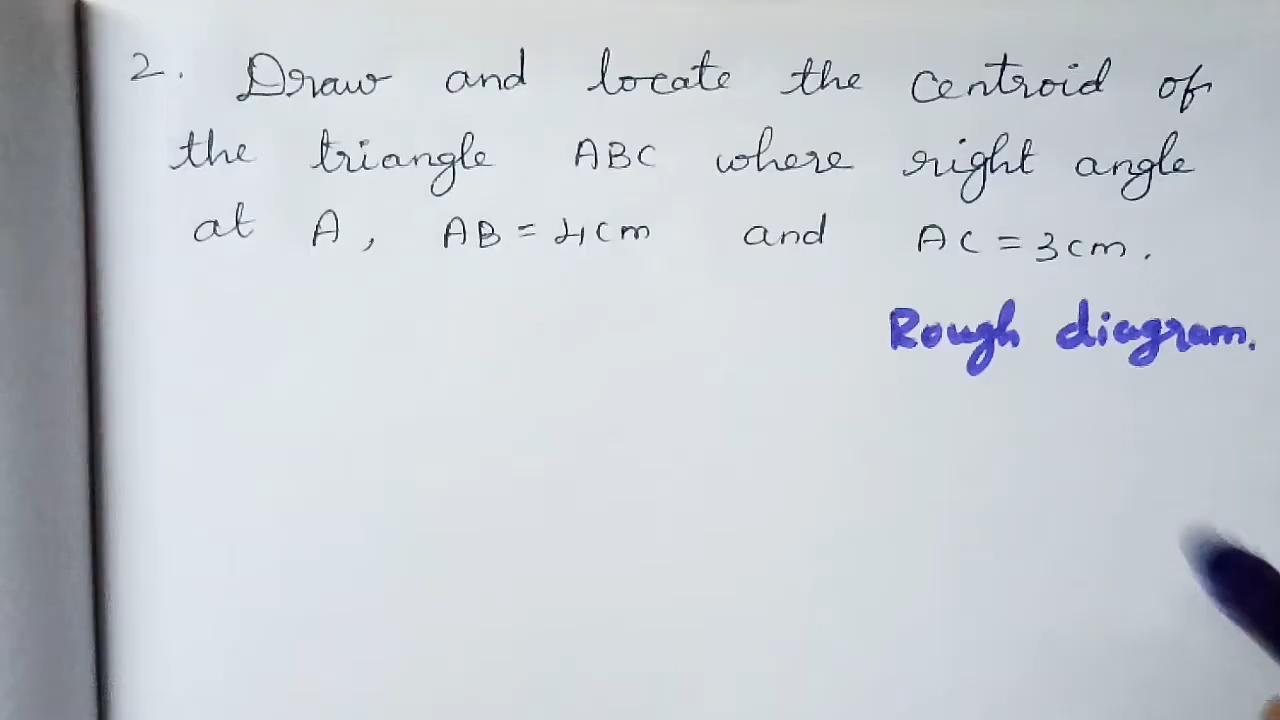 2. Draw and locate the centroid of
the triangle ABC where right angle
at A, AB = 4cm and AC = 3cm.
Rough diagram.